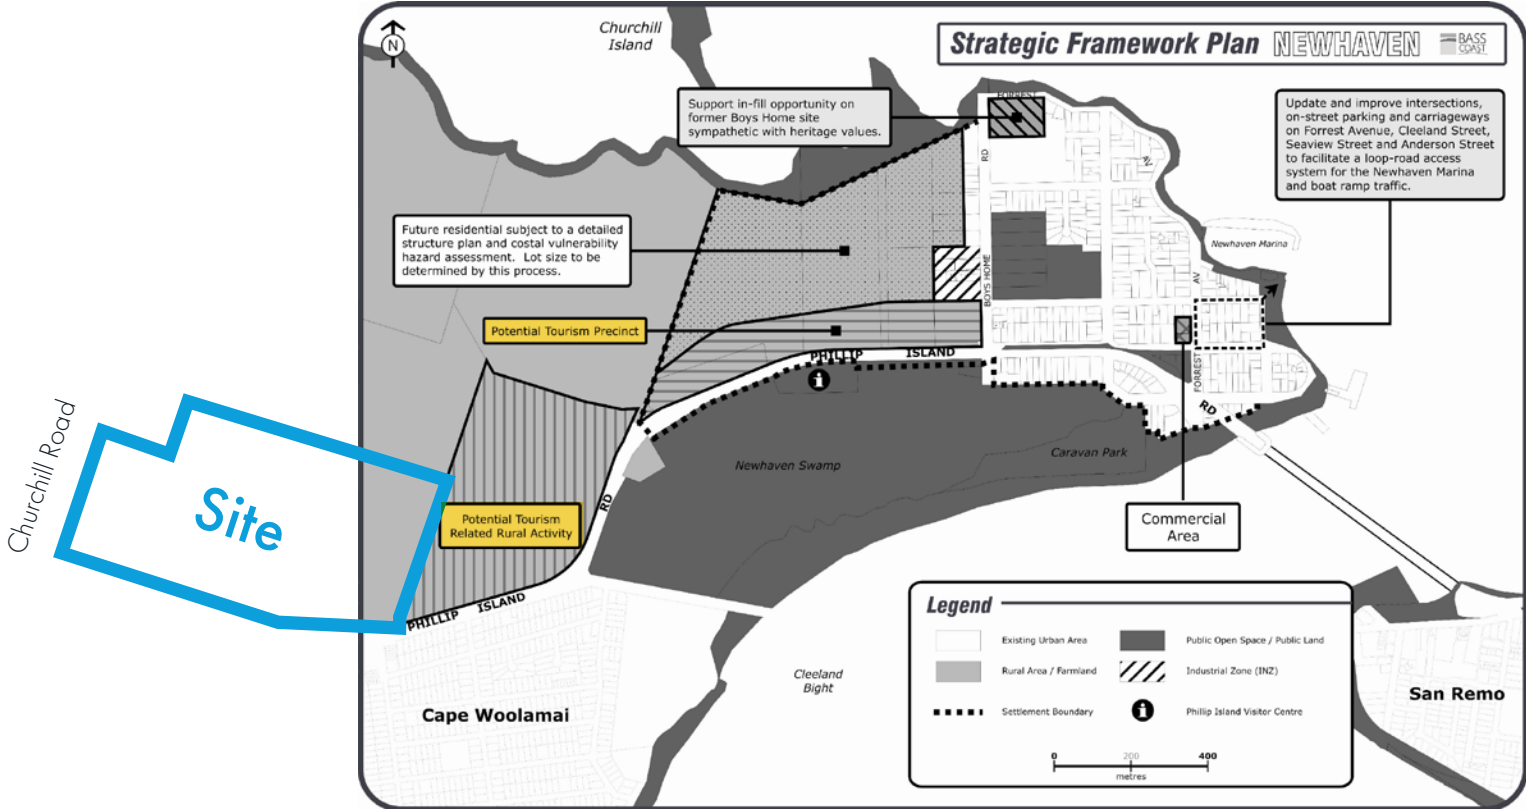 Churchill
Island
Strategic Framework Plan NEWHAVEN BASS
COAST
N
Support in-fill opportunity on
former Boys Home site
sympathetic with heritage values.
FORREST
Update and improve intersections,
on-street parking and carriageways
on Forrest Avenue, Cleeland Street,
Seaview Street and Anderson Street
to facilitate a loop-road access
system for the Newhaven Marina
and boat ramp traffic.
RD
AV
Future residential subject to a detailed
structure plan and costal vulnerability
hazard assessment. Lot size to be
determined by this process.
Newhaven Marina
BOYS HOME
AV
Potential Tourism Precinct
PHILLIP ISLAND
FORREST
RD
Churchill Road
Site
Newhaven Swamp
Caravan Park
RD
Potential Tourism
Related Rural Activity
Commercial
Area
PHILLIP ISLAND
Cape Woolamai
Cleeland
Bight
San Remo
Legend
Existing Urban Area
Public Open Space / Public Land
Rural Area / Farmland
Industrial Zone (INZ)
Settlement Boundary
Phillip Island Visitor Centre
0 200 400
metres